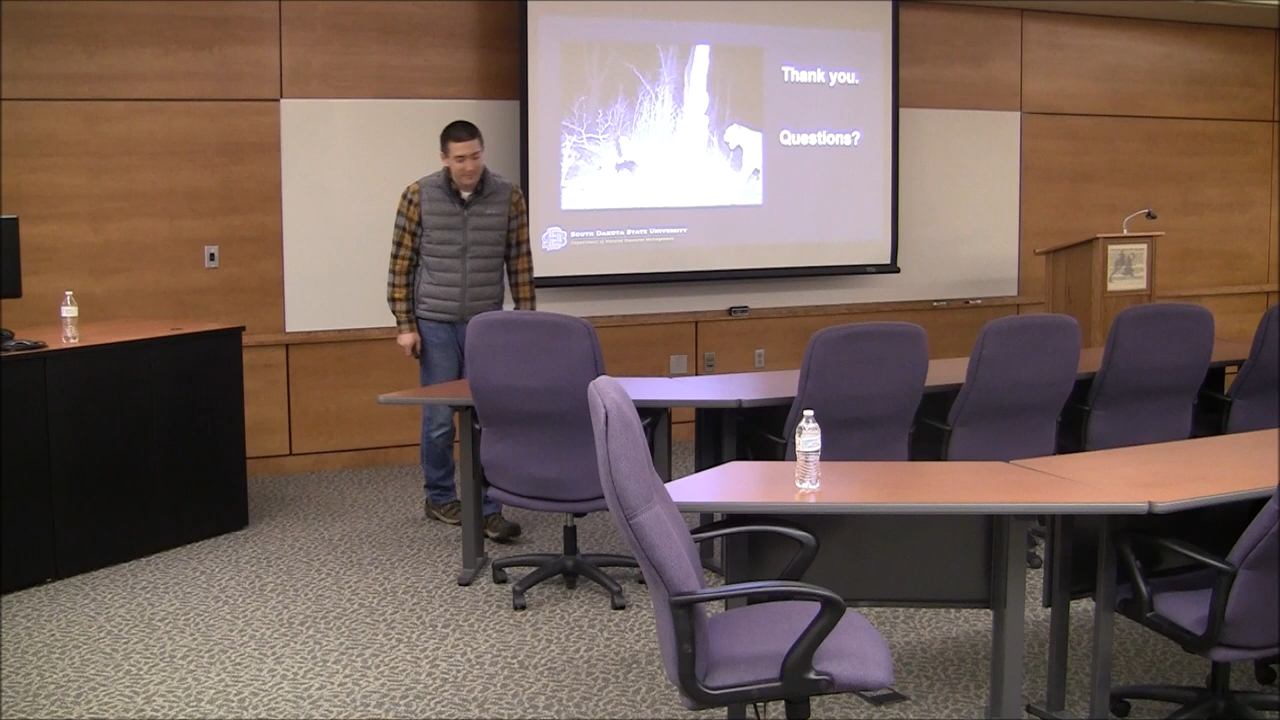 Thank you.
Questions?
South Dakota State University
Department of Natural Resource Management